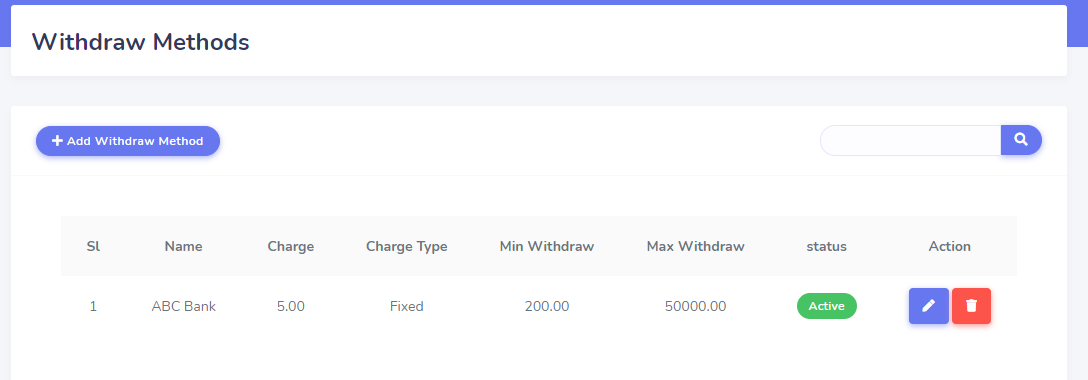 Withdraw Methods
Add Withdraw Method
Sl Name Charge Charge Type Min Withdraw Max Withdraw status Action
1 ABC Bank 5.00 Fixed 200.00 50000.00 Active